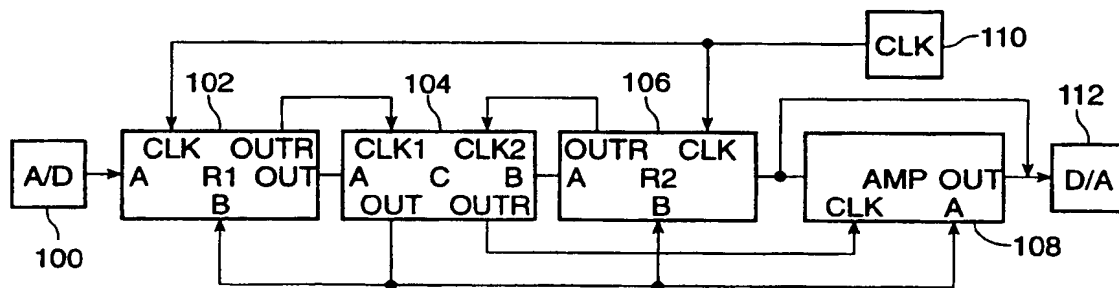 CLK 110
102 104 106 112
CLK OUTR CLK1 CLK2 OUTR CLK
A/D A R1 OUT A C B A R2 AMP OUT D/A
B OUT OUTR B CLK A
100 108